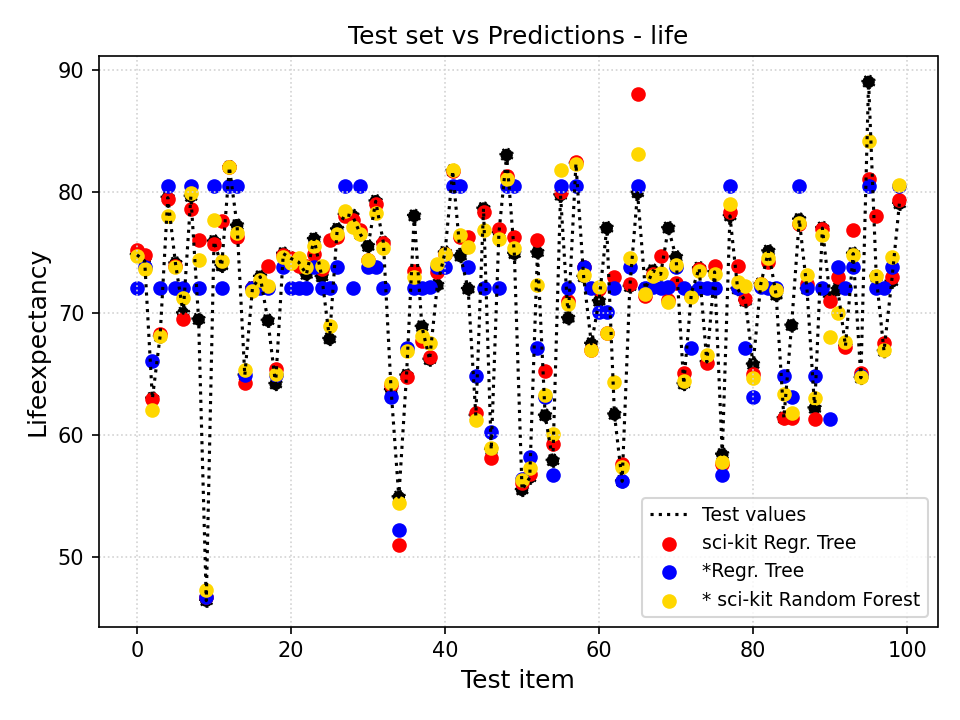 Test set vs Predictions - life
Lifeexpectancy
90
80
70
60
50
0
20
40
60
80
100
Test item
Test values
sci-kit Regr. Tree
*Regr. Tree
* sci-kit Random Forest